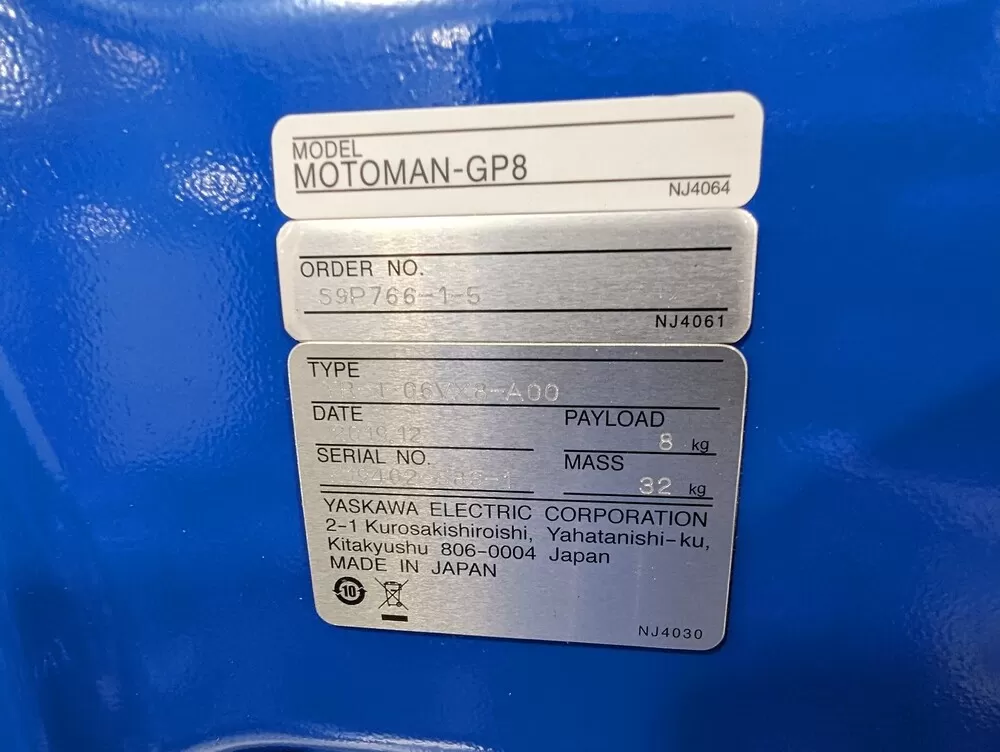 MODEL
MOTOMAN-GP8
NJ4064
ORDER NO.
S9P766-1-5
NJ4061
TYPE
DATE
PAYLOAD
8 kg
SERIAL NO.
MASS
32 kg
YASKAWA ELECTRIC CORPORATION
2-1 Kurosakishiroishi, Yahatanishi-ku,
Kitakyushu 806-0004 Japan
MADE IN JAPAN
10
NJ4030